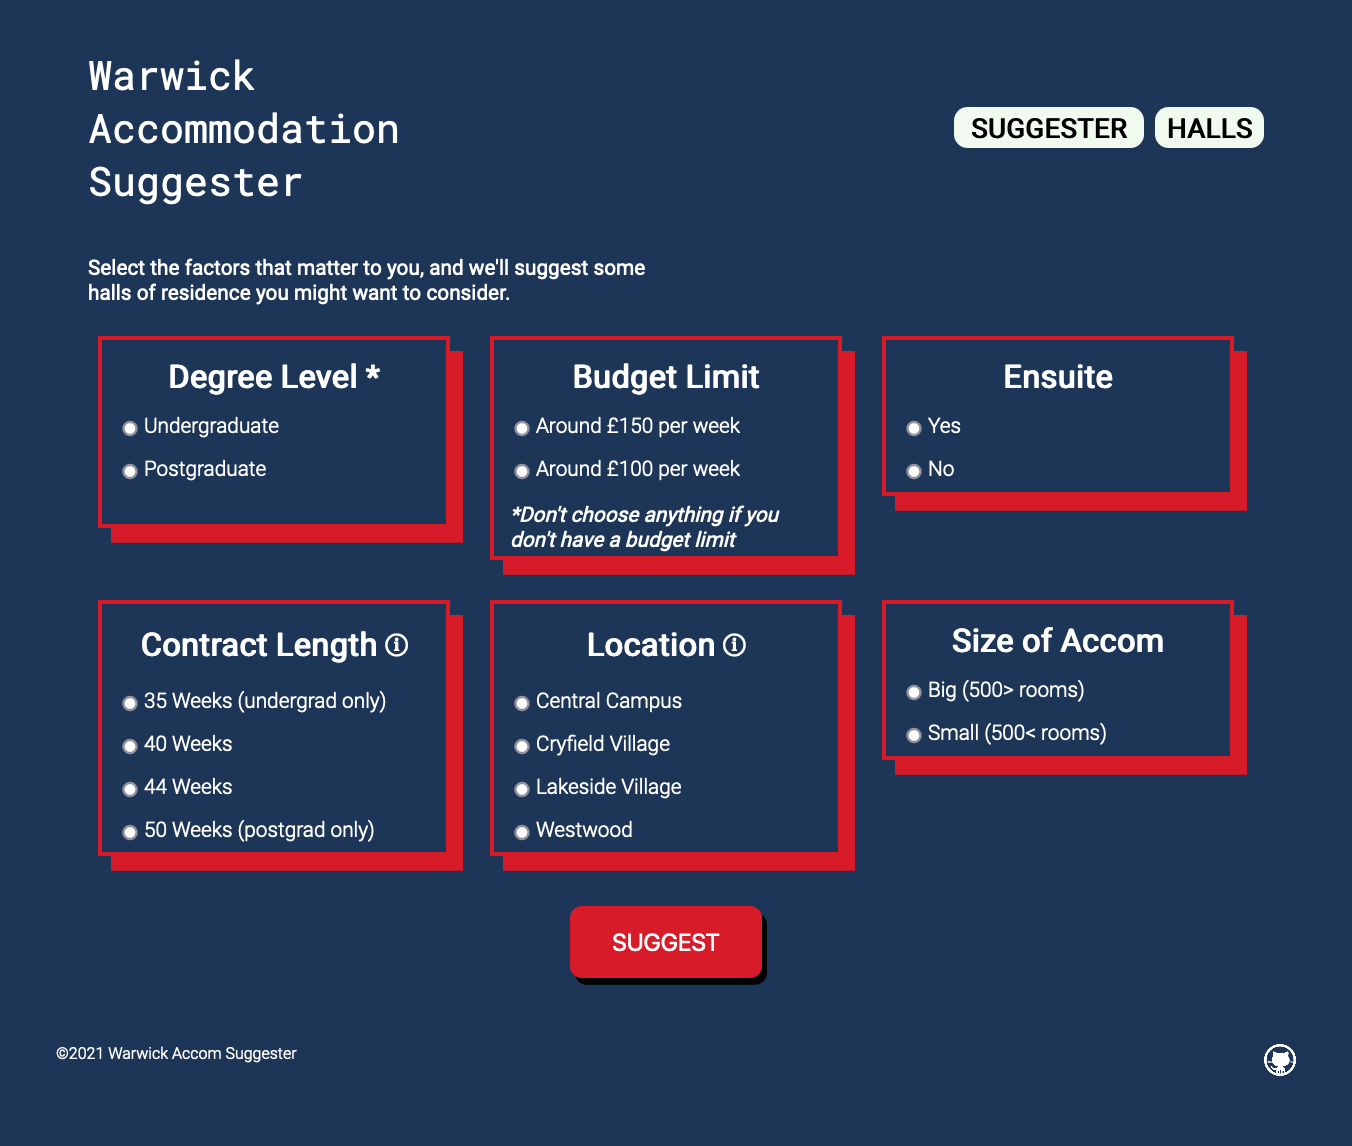 Warwick
Accommodation
Suggester
SUGGESTER
HALLS
Select the factors that matter to you, and we'll suggest some
halls of residence you might want to consider.
Degree Level *
Undergraduate
Postgraduate
Budget Limit
Around £150 per week
Around £100 per week
*Don't choose anything if you
don't have a budget limit
Ensuite
Yes
No
Contract Length
35 Weeks (undergrad only)
40 Weeks
44 Weeks
50 Weeks (postgrad only)
Location
Central Campus
Cryfield Village
Lakeside Village
Westwood
Size of Accom
Big (500> rooms)
Small (500< rooms)
SUGGEST
©2021 Warwick Accom Suggester